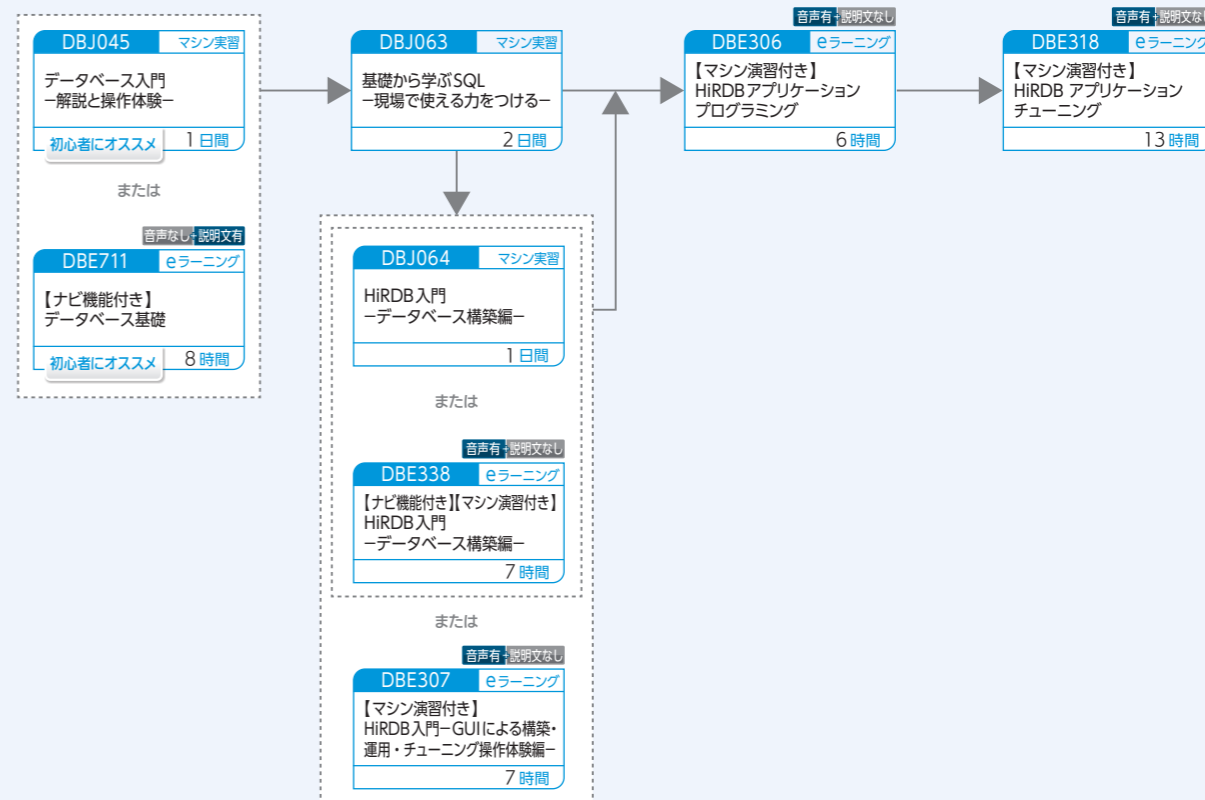 DBJ045 マシン実習
データベース入門
－解説と操作体験－
初心者にオススメ 1日間
または
音声なし 説明文有
DBE711 eラーニング
【ナビ機能付き】
データベース基礎
初心者にオススメ 8時間
DBJ063 マシン実習
基礎から学ぶSQL
－現場で使える力をつける－
2日間
DBJ064 マシン実習
HiRDB入門
－データベース構築編－
1日間
または
音声有 説明文なし
DBE338 eラーニング
【ナビ機能付き】【マシン演習付き】
HiRDB入門
－データベース構築編－
7時間
または
音声有 説明文なし
DBE307 eラーニング
【マシン演習付き】
HiRDB入門－GUIによる構築・
運用・チューニング操作体験編－
7時間
音声有 説明文なし
DBE306 eラーニング
【マシン演習付き】
HiRDBアプリケーション
プログラミング
6時間
音声有 説明文な
DBE318 eラーニング
【マシン演習付き】
HiRDB アプリケーション
チューニング
13時間